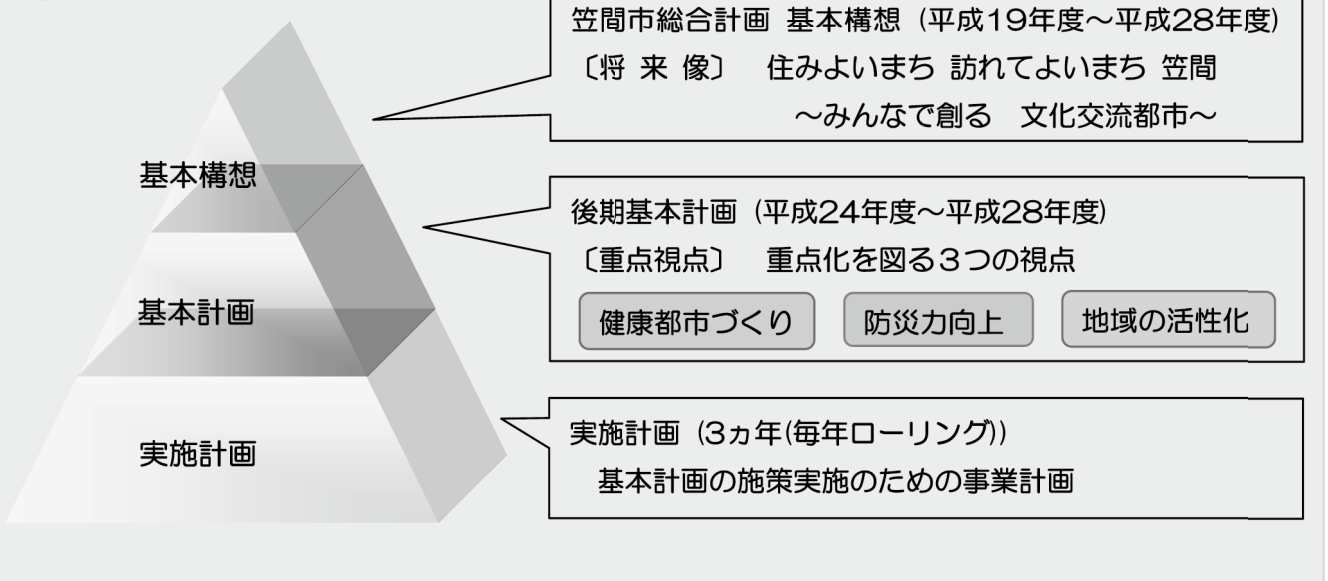 笠間市総合計画 基本構想 (平成19年度～平成28年度)
〔将 来 像〕 住みよいまち 訪れてよいまち 笠間
～みんなで創る 文化交流都市～
基本構想
後期基本計画 (平成24年度～平成28年度)
〔重点視点〕 重点化を図る3つの視点
健康都市づくり 防災力向上 地域の活性化
基本計画
実施計画 (3ヵ年(毎年ローリング))
基本計画の施策実施のための事業計画
実施計画